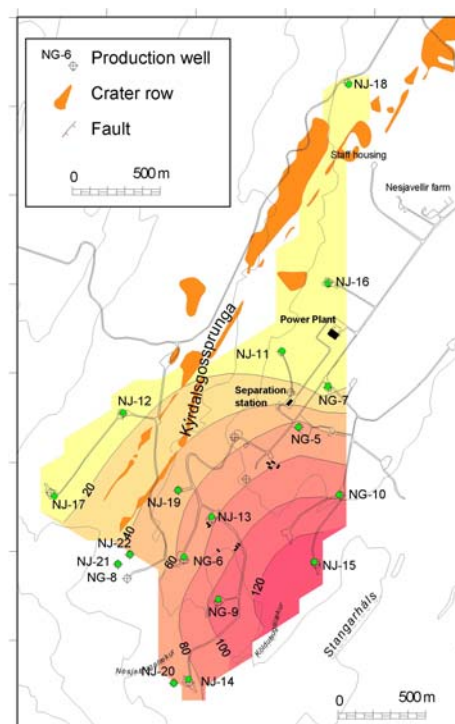 NG-6
Production well
Crater row
Fault
0
500 m
NJ-18
Staff housing
Nesjavellir farm
NJ-16
Power Plant
Kýrdalsgossprunga
NJ-11
NG-7
Separation
station
NJ-12
NG-5
NJ-17
20
NJ-19
NG-10
NJ-13
40
NJ-22
NJ-21
NG-8
60
NG-6
NJ-15
NG-9
120
100
80
Stangarháls
NJ-20
NJ-14
0
500 m